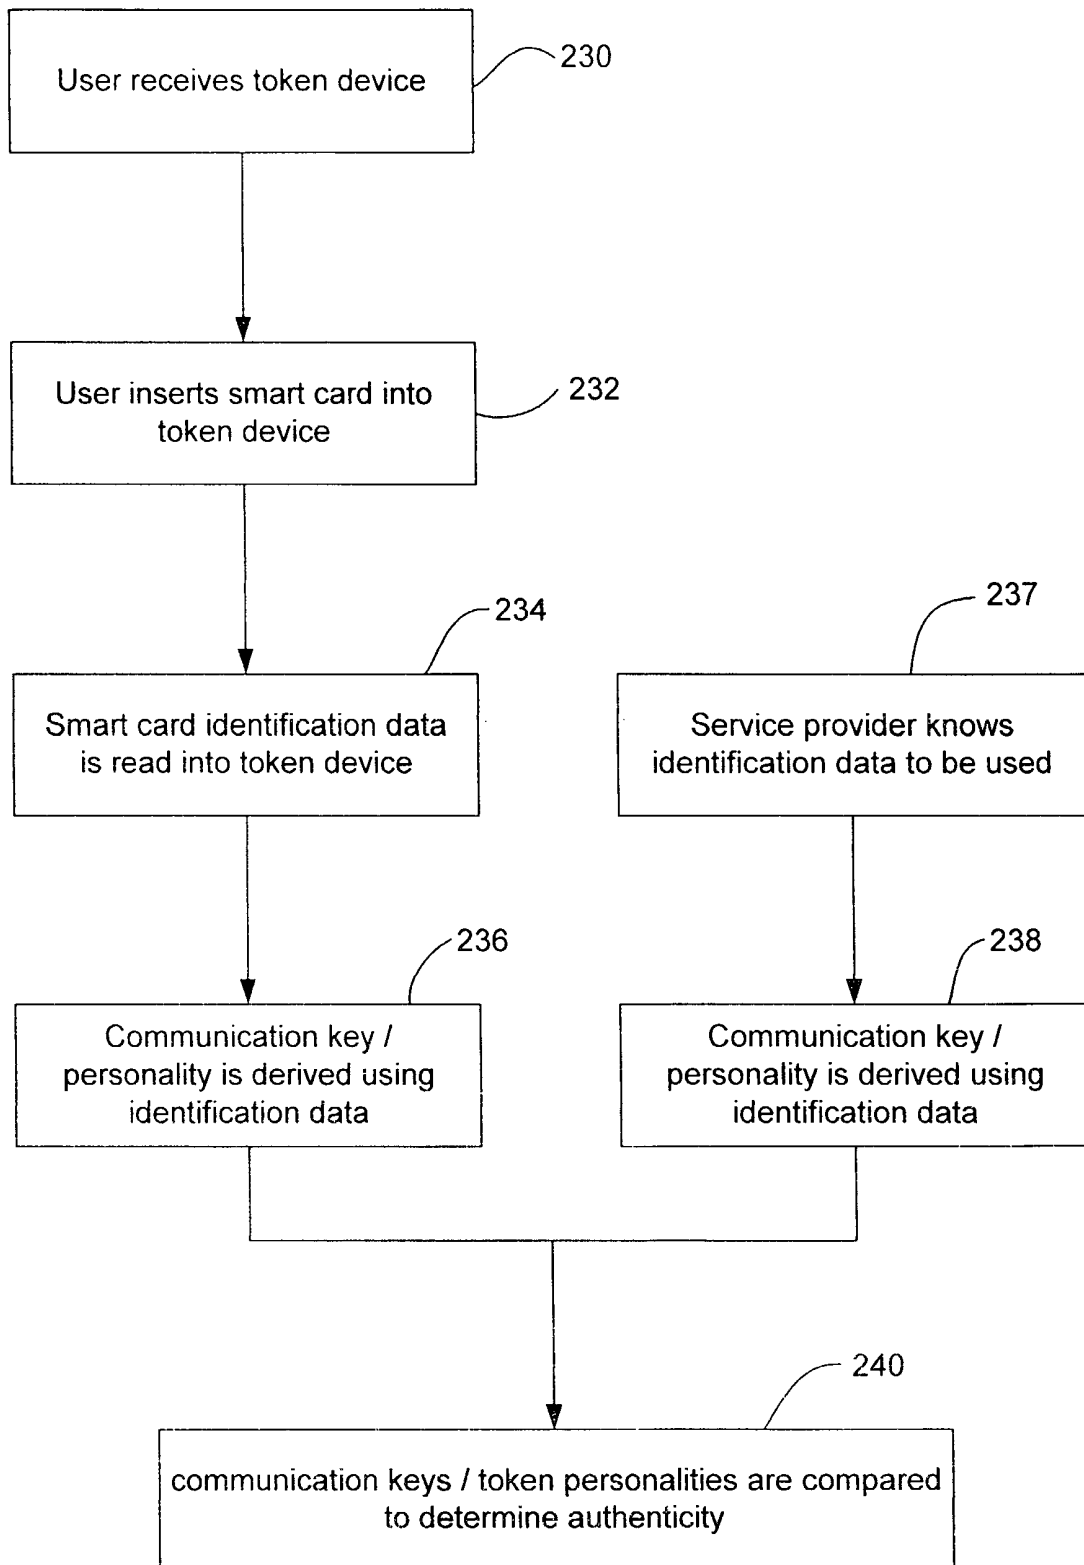 User receives token device
230
User inserts smart card into
token device
232
234
Smart card identification data
is read into token device
237
Service provider knows
identification data to be used
236
Communication key /
personality is derived using
identification data
238
Communication key /
personality is derived using
identification data
240
communication keys / token personalities are compared
to determine authenticity